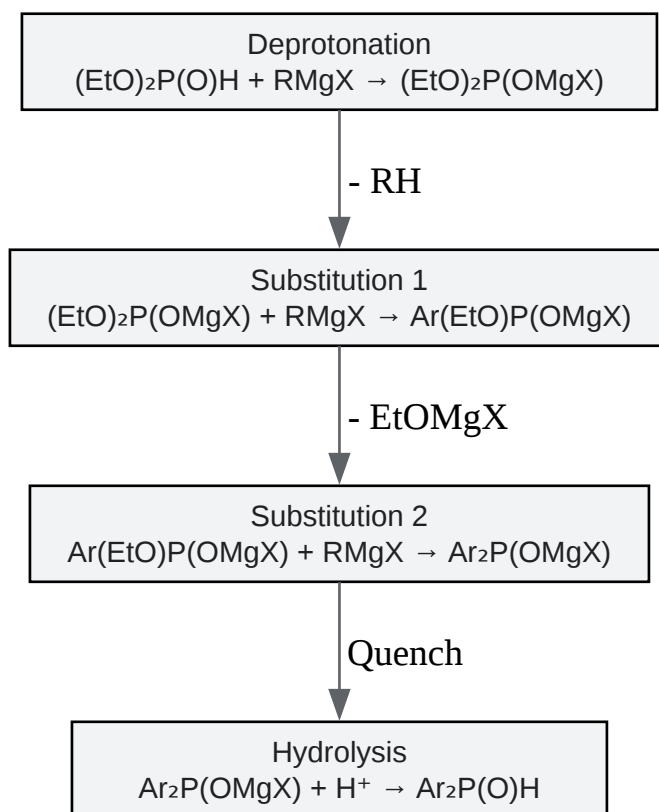 Deprotonation
(EtO)₂P(O)H + RMgX → (EtO)₂P(OMgX)
- RH
Substitution 1
(EtO)₂P(OMgX) + RMgX → Ar(EtO)P(OMgX)
- EtOMgX
Substitution 2
Ar(EtO)P(OMgX) + RMgX → Ar₂P(OMgX)
Quench
Hydrolysis
Ar₂P(OMgX) + H⁺ → Ar₂P(O)H